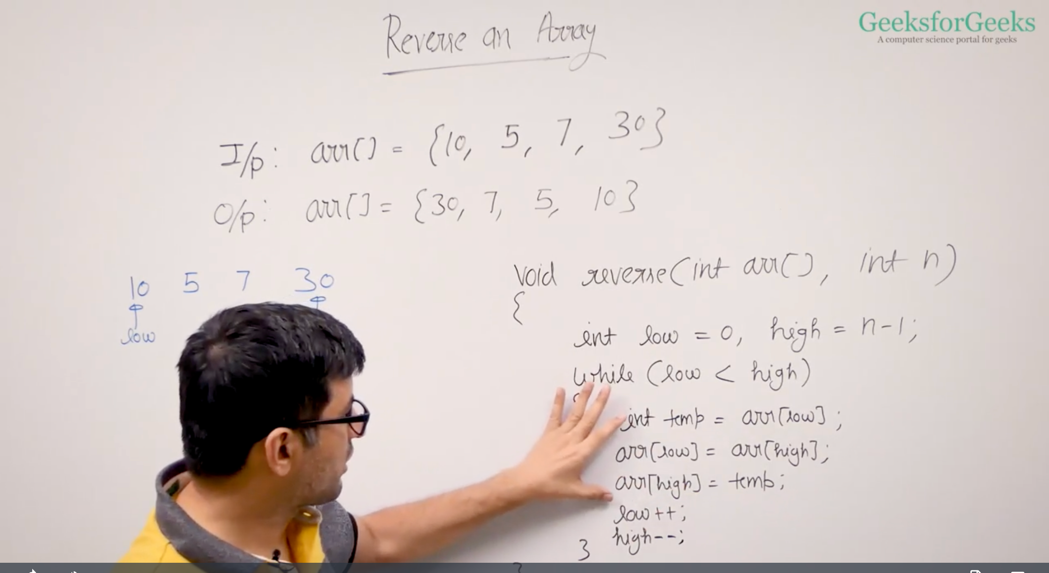 GeeksforGeeks
A computer science portal for geeks
Reverse an Array
I/p: arr[] = {10, 5, 7, 30}
O/p: arr[] = {30, 7, 5, 10}
10 5 7 30
low
void reverse(int arr[], int n)
{
int low = 0, high = n-1;
while (low < high)
{
int temp = arr[low];
arr[low] = arr[high];
arr[high] = temp;
low++;
high--;
}